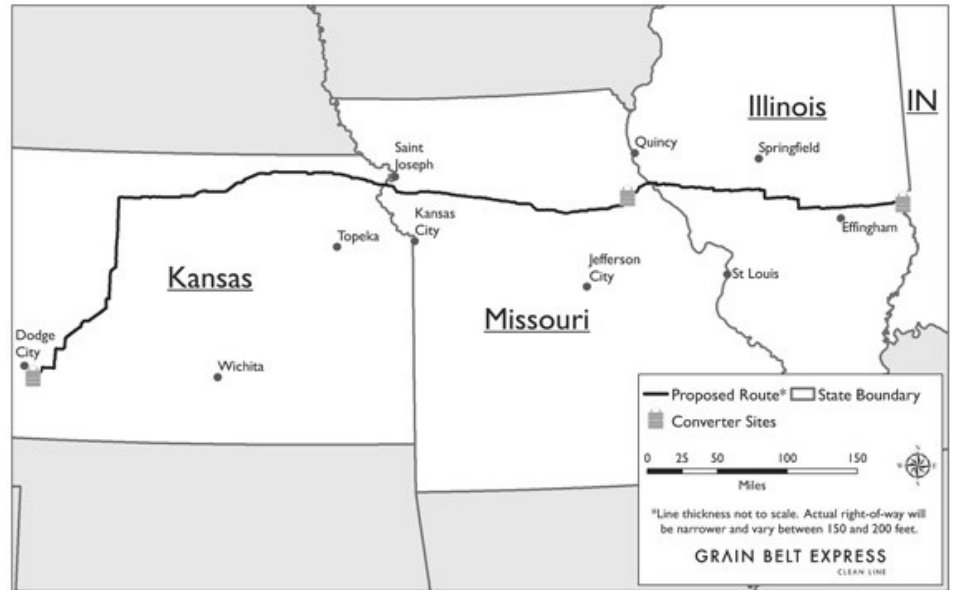 Illinois
IN
Quincy
Springfield
Saint
Joseph
Kansas
City
Topeka
Effingham
Kansas
Jefferson
City
St Louis
Missouri
Dodge
City
Wichita
Proposed Route*
State Boundary
Converter Sites
0 25 50 100 150
Miles
*Line thickness not to scale. Actual right-of-way will
be narrower and vary between 150 and 200 feet.
GRAIN BELT EXPRESS
CLEAN LINE